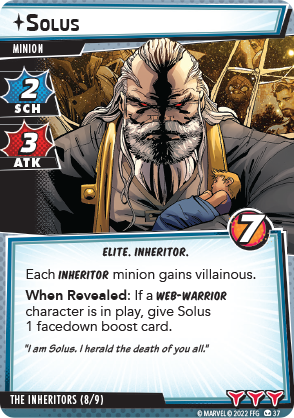 Solus
MINION
2
SCH
3
ATK
7
ELITE. INHERITOR.
Each INHERITOR minion gains villainous.
When Revealed: If a WEB-WARRIOR
character is in play, give Solus
1 facedown boost card.
"I am Solus. I herald the death of you all."
THE INHERITORS (8/9)
© MARVEL © 2022 FFG 37